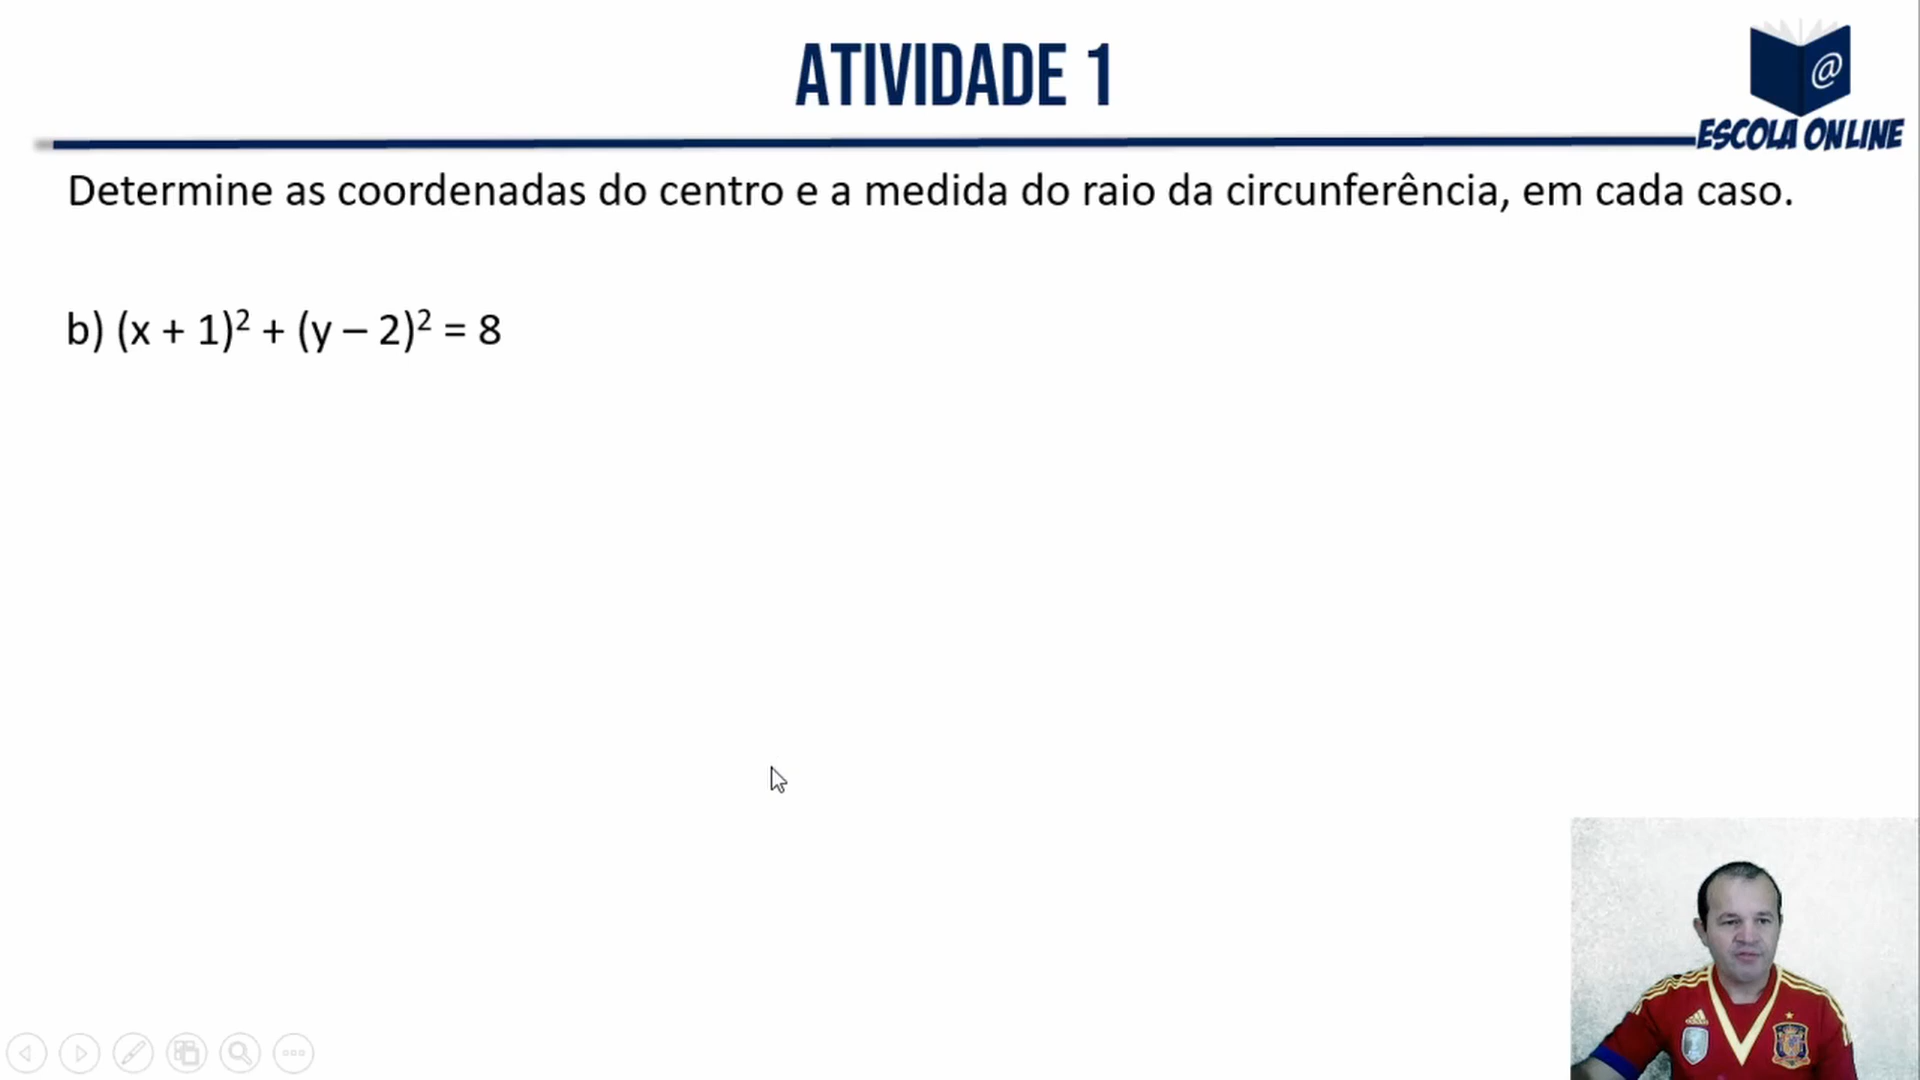 ATIVIDADE 1
@
ESCOLA ONLINE
Determine as coordenadas do centro e a medida do raio da circunferência, em cada caso.
b) (x + 1)² + (y – 2)² = 8